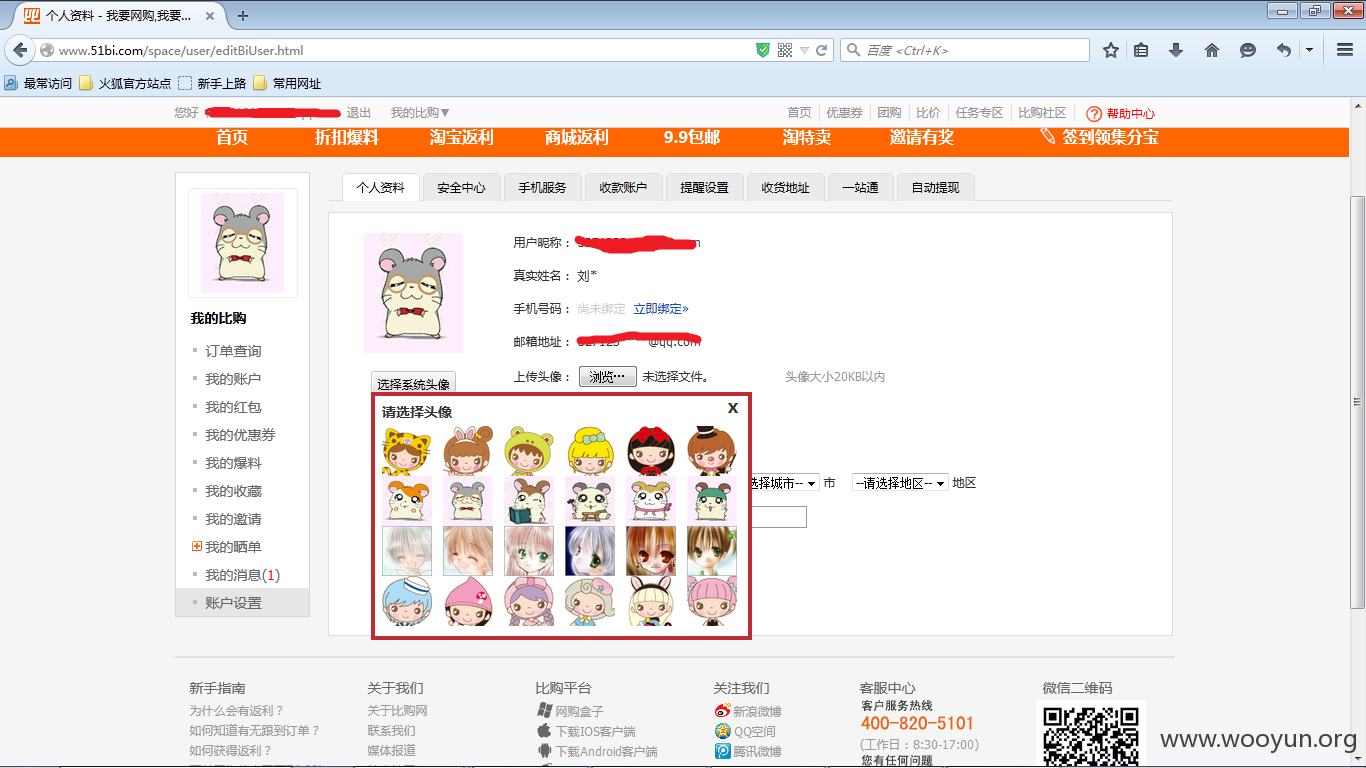 个人资料 - 我要网购,我要...
www.51bi.com/space/user/editBiUser.html
百度 <Ctrl+K>
最常访问 火狐官方站点 新手上路 常用网址
您好 退出 我的比购▼ 首页 优惠券 团购 比价 任务专区 比购社区 帮助中心
首页 折扣爆料 淘宝返利 商城返利 9.9包邮 淘特卖 邀请有奖 签到领集分宝
个人资料 安全中心 手机服务 收款账户 提醒设置 收货地址 一站通 自动提现
我的比购
订单查询
我的账户
我的红包
我的优惠券
我的爆料
我的收藏
我的邀请
我的晒单
我的消息(1)
账户设置
用户昵称：
真实姓名： 刘*
手机号码： 尚未绑定 立即绑定»
邮箱地址： @qq.com
上传头像： 浏览… 未选择文件。 头像大小20KB以内
选择系统头像
请选择头像 X
选择城市-- 市 --请选择地区-- 地区
新手指南
为什么会有返利？
如何知道有无跟到订单？
如何获得返利？
关于我们
关于比购网
联系我们
媒体报道
比购平台
网购盒子
下载IOS客户端
下载Android客户端
关注我们
新浪微博
QQ空间
腾讯微博
客服中心
客户服务热线
400-820-5101
(工作日：8:30-17:00)
您有任何问题
微信二维码
www.wooyun.org